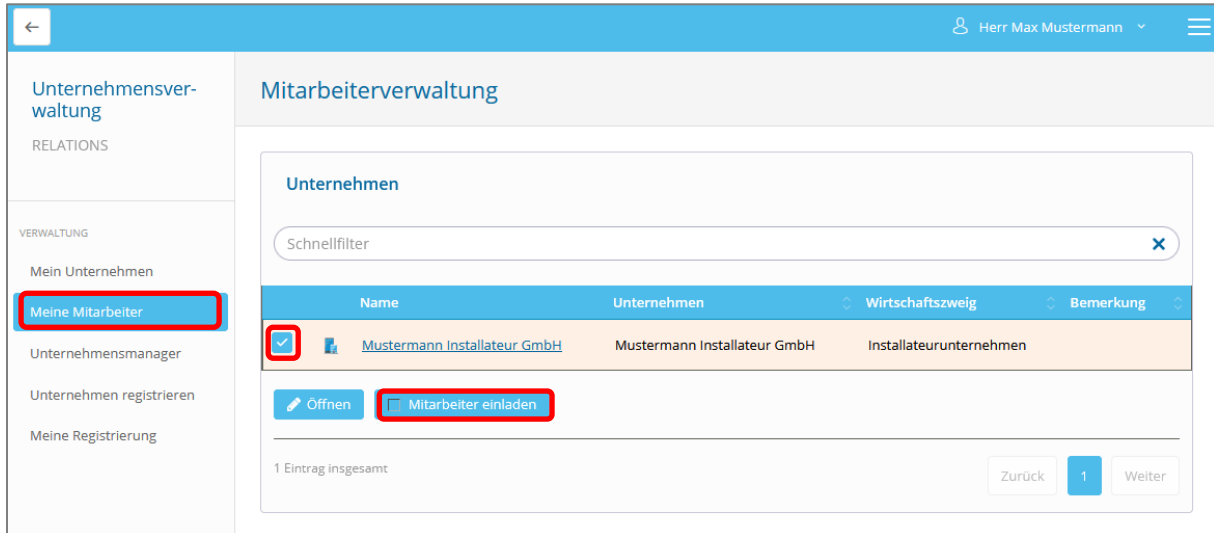 Herr Max Mustermann
Unternehmensver-
waltung
RELATIONS
VERWALTUNG
Mein Unternehmen
Meine Mitarbeiter
Unternehmensmanager
Unternehmen registrieren
Meine Registrierung
Mitarbeiterverwaltung
Unternehmen
Schnellfilter
Name Unternehmen Wirtschaftszweig Bemerkung
Mustermann Installateur GmbH Mustermann Installateur GmbH Installateurunternehmen
Öffnen Mitarbeiter einladen
1 Eintrag insgesamt
Zurück 1 Weiter